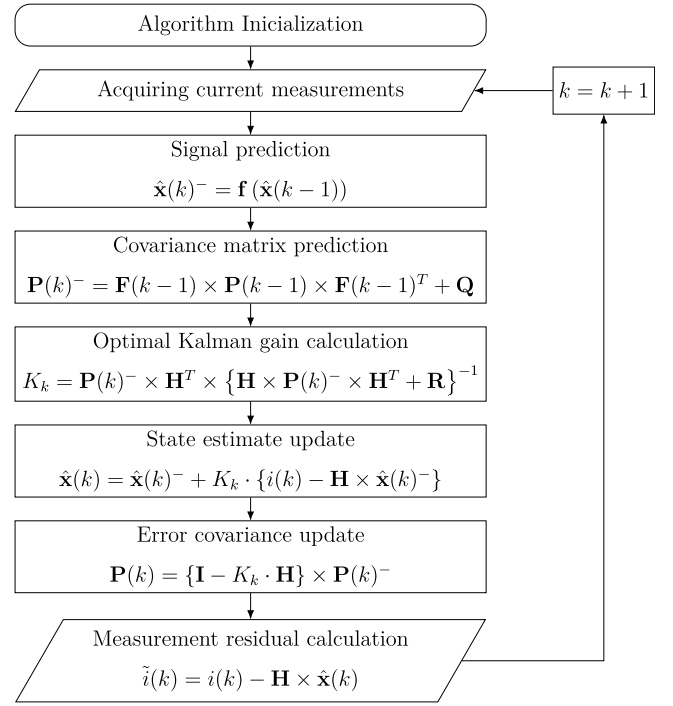 Algorithm Inicialization
Acquiring current measurements
k = k + 1
Signal prediction
x̂(k)⁻ = f (x̂(k − 1))
Covariance matrix prediction
P(k)⁻ = F(k − 1) × P(k − 1) × F(k − 1)ᵀ + Q
Optimal Kalman gain calculation
Kₖ = P(k)⁻ × Hᵀ × {H × P(k)⁻ × Hᵀ + R}⁻¹
State estimate update
x̂(k) = x̂(k)⁻ + Kₖ · {i(k) − H × x̂(k)⁻}
Error covariance update
P(k) = {I − Kₖ · H} × P(k)⁻
Measurement residual calculation
ĩ(k) = i(k) − H × x̂(k)